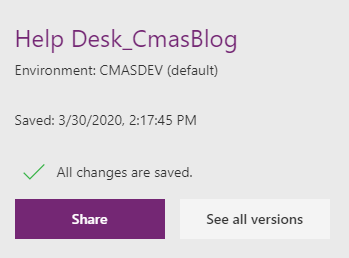 Help Desk_CmasBlog
Environment: CMASDEV (default)
Saved: 3/30/2020, 2:17:45 PM
All changes are saved.
Share
See all versions